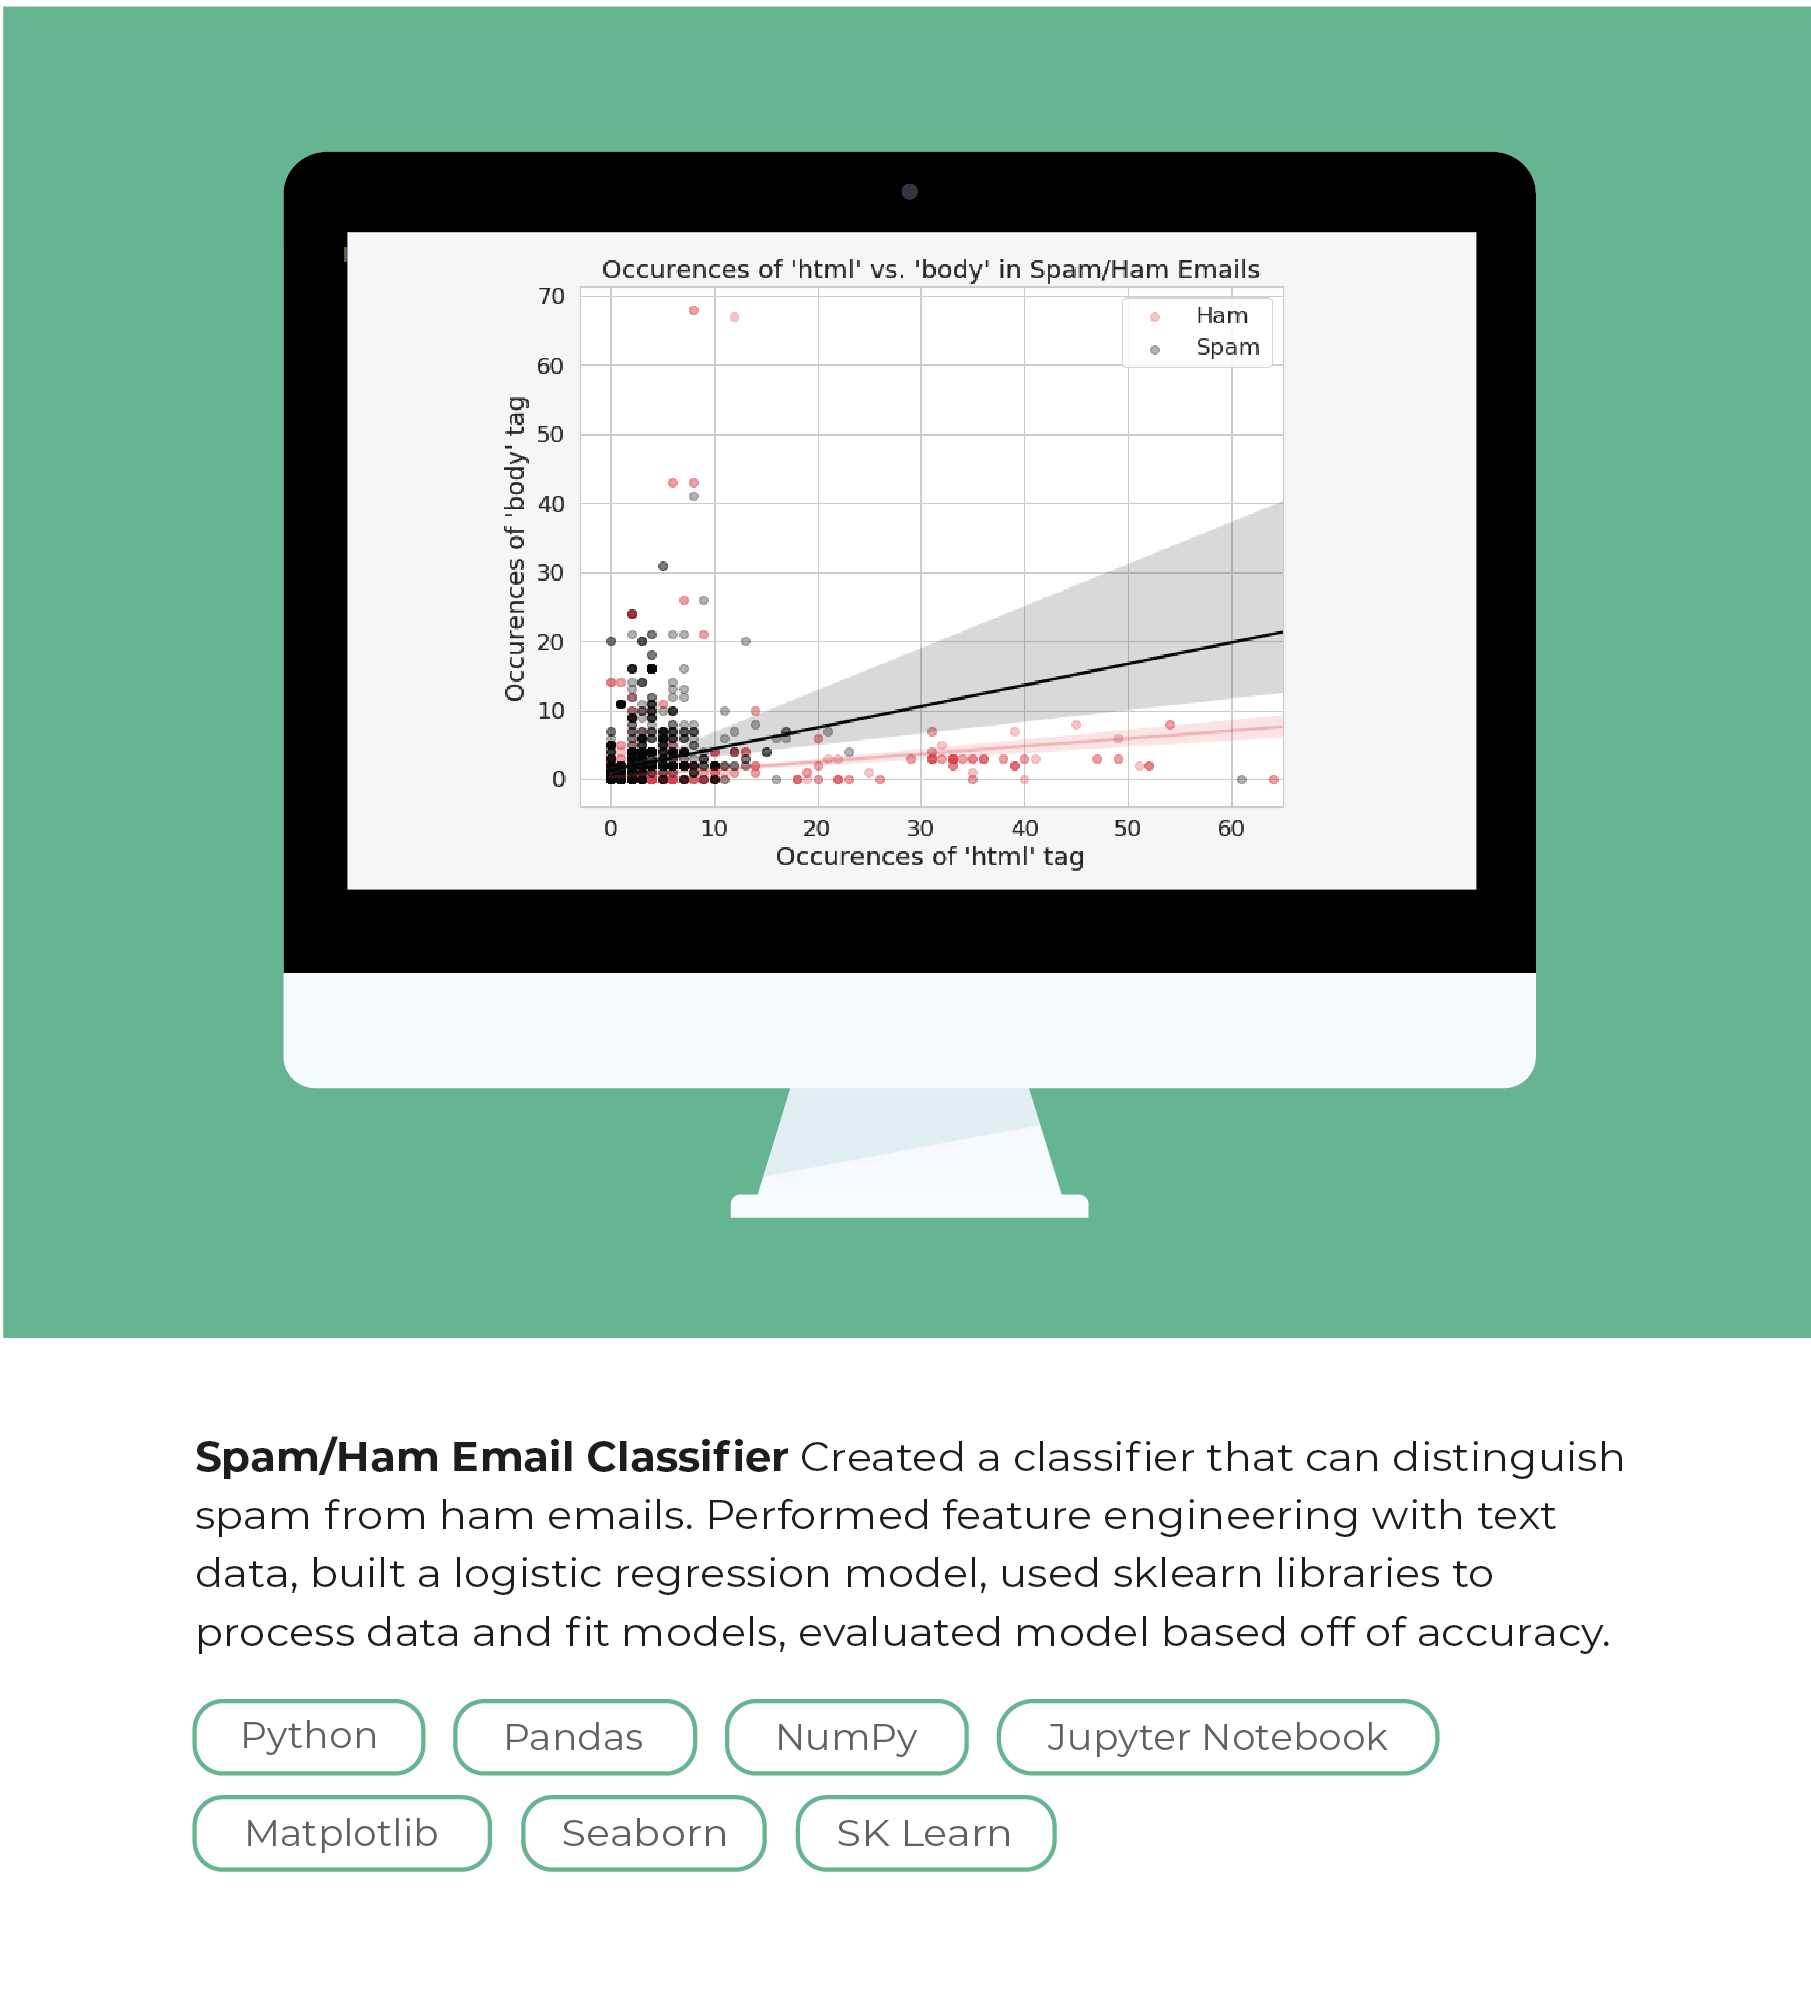 Occurences of 'html' vs. 'body' in Spam/Ham Emails
Ham
Spam
70
60
50
40
30
20
10
0
Occurences of 'body' tag
0 10 20 30 40 50 60
Occurences of 'html' tag
Spam/Ham Email Classifier Created a classifier that can distinguish
spam from ham emails. Performed feature engineering with text
data, built a logistic regression model, used sklearn libraries to
process data and fit models, evaluated model based off of accuracy.
Python Pandas NumPy Jupyter Notebook
Matplotlib Seaborn SK Learn